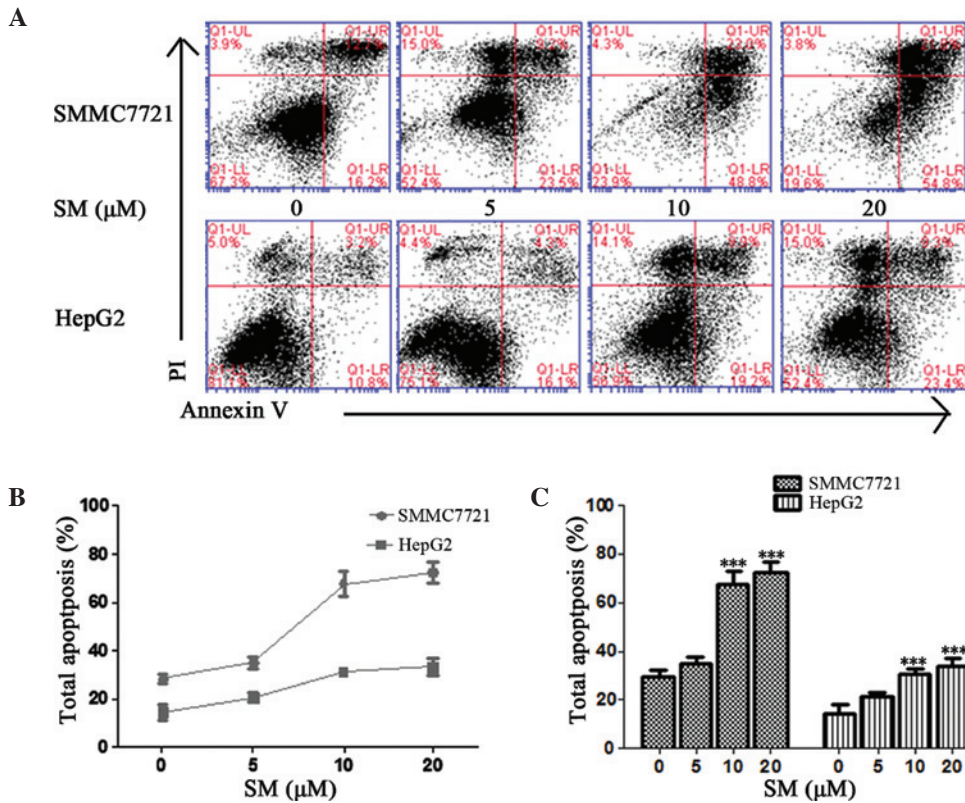 A
Q1-UL
3.9%
Q1-UR
Q1-LL
67.3%
Q1-LR
16.2%
Q1-UL
15.0%
Q1-UR
Q1-LL
52.4%
Q1-LR
23.5%
Q1-UL
4.3%
Q1-UR
23.0%
Q1-LL
23.9%
Q1-LR
48.8%
Q1-UL
3.8%
Q1-UR
Q1-LL
19.6%
Q1-LR
54.8%
SMMC7721
SM (μM) 0 5 10 20
Q1-UL
5.0%
Q1-UR
3.2%
Q1-LL
Q1-LR
10.8%
Q1-UL
4.4%
Q1-UR
4.3%
Q1-LL
75.1%
Q1-LR
16.1%
Q1-UL
14.1%
Q1-UR
Q1-LL
Q1-LR
19.2%
Q1-UL
15.0%
Q1-UR
9.3%
Q1-LL
52.4%
Q1-LR
23.4%
HepG2
PI
Annexin V
B
Total apoptposis (%)
100
80
60
40
20
0
SMMC7721
HepG2
0 5 10 20
SM (μM)
C
Total apoptposis (%)
100
80
60
40
20
0
SMMC7721
HepG2
*** ***
*** ***
0 5 10 20 0 5 10 20
SM (μM)